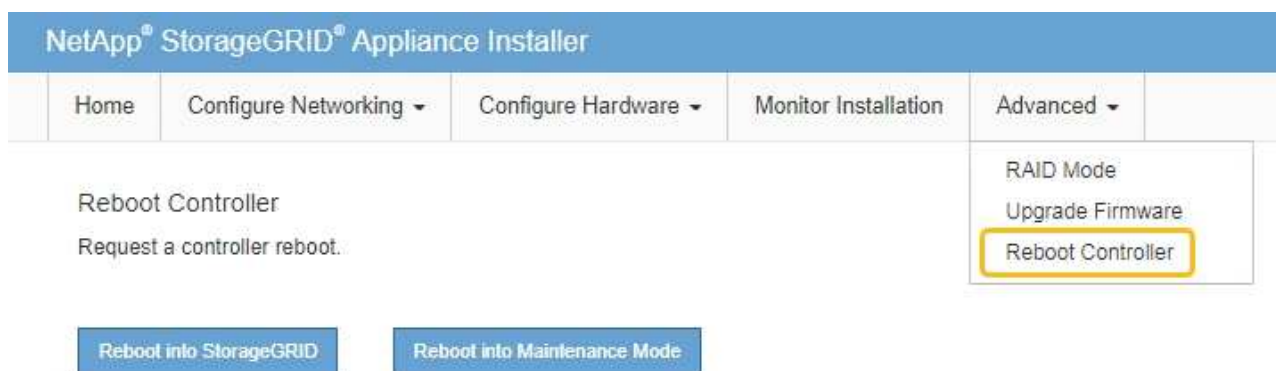 NetApp® StorageGRID® Appliance Installer
Home Configure Networking Configure Hardware Monitor Installation Advanced
RAID Mode
Upgrade Firmware
Reboot Controller
Reboot Controller
Request a controller reboot.
Reboot into StorageGRID Reboot into Maintenance Mode